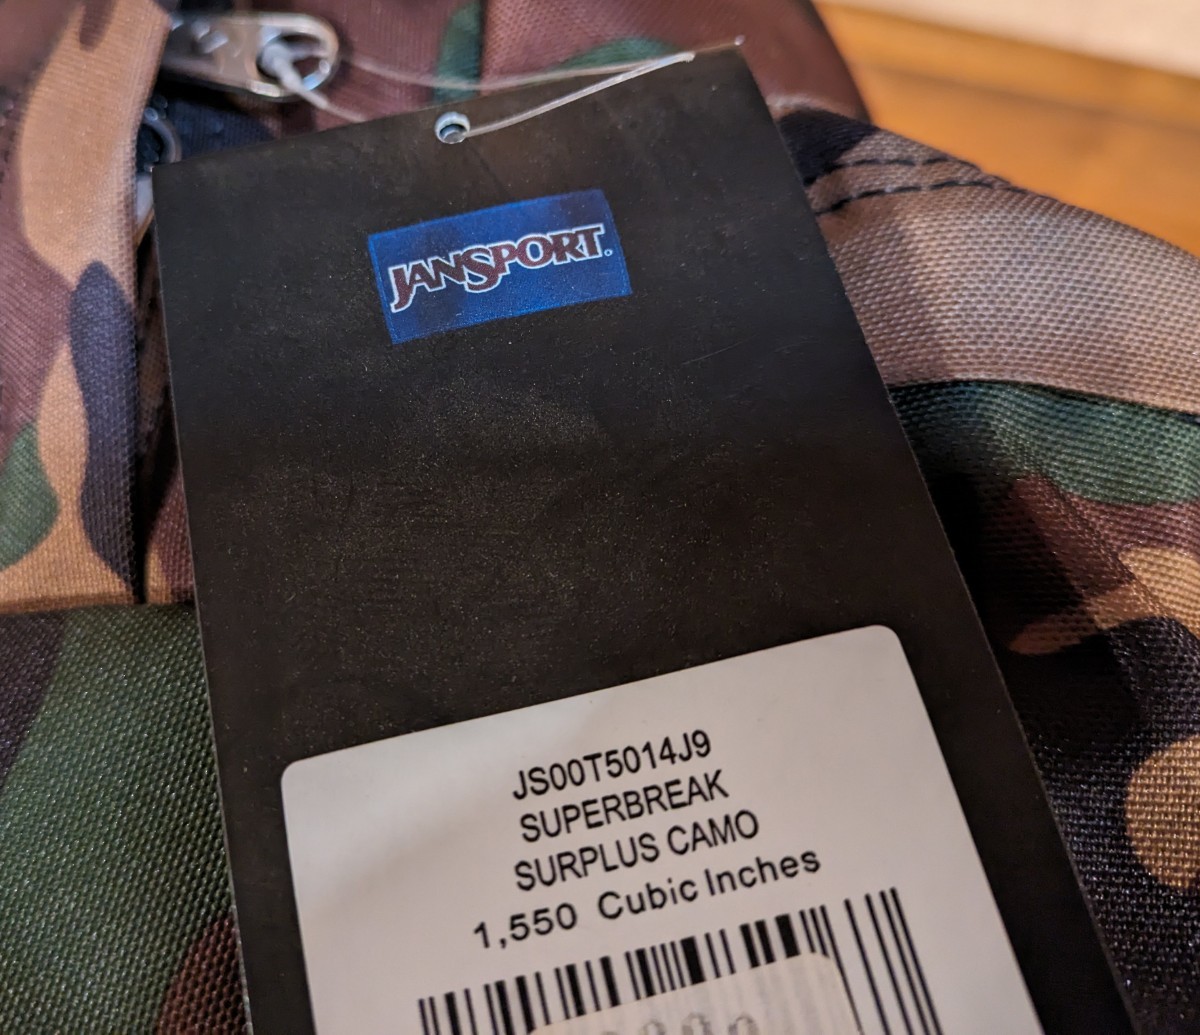 JANSPORT.
JS00T5014J9
SUPERBREAK
SURPLUS CAMO
1,550 Cubic Inches